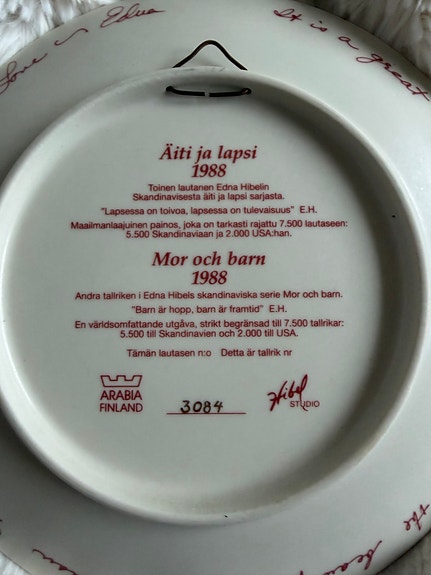 Love is Edna
It is a great
Äiti ja lapsi
1988
Toinen lautanen Edna Hibelin
Skandinavisesta äiti ja lapsi sarjasta.
"Lapsessa on toivoa, lapsessa on tulevaisuus" E.H.
Maailmanlaajuinen painos, joka on tarkasti rajattu 7.500 lautaseen:
5.500 Skandinaviaan ja 2.000 USA:han.
Mor och barn
1988
Andra tallriken i Edna Hibels skandinaviska serie Mor och barn.
"Barn är hopp, barn är framtid" E.H.
En världsomfattande utgåva, strikt begränsad till 7.500 tallrikar:
5.500 till Skandinavien och 2.000 till USA.
Tämän lautasen n:o Detta är tallrik nr
ARABIA
FINLAND
3084
Hibel
STUDIO
the